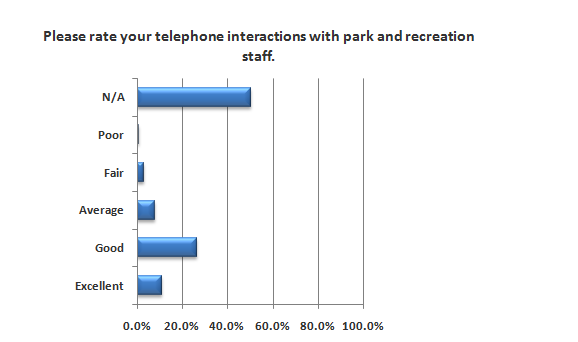 Please rate your telephone interactions with park and recreation
staff.
N/A
Poor
Fair
Average
Good
Excellent
0.0% 20.0% 40.0% 60.0% 80.0% 100.0%